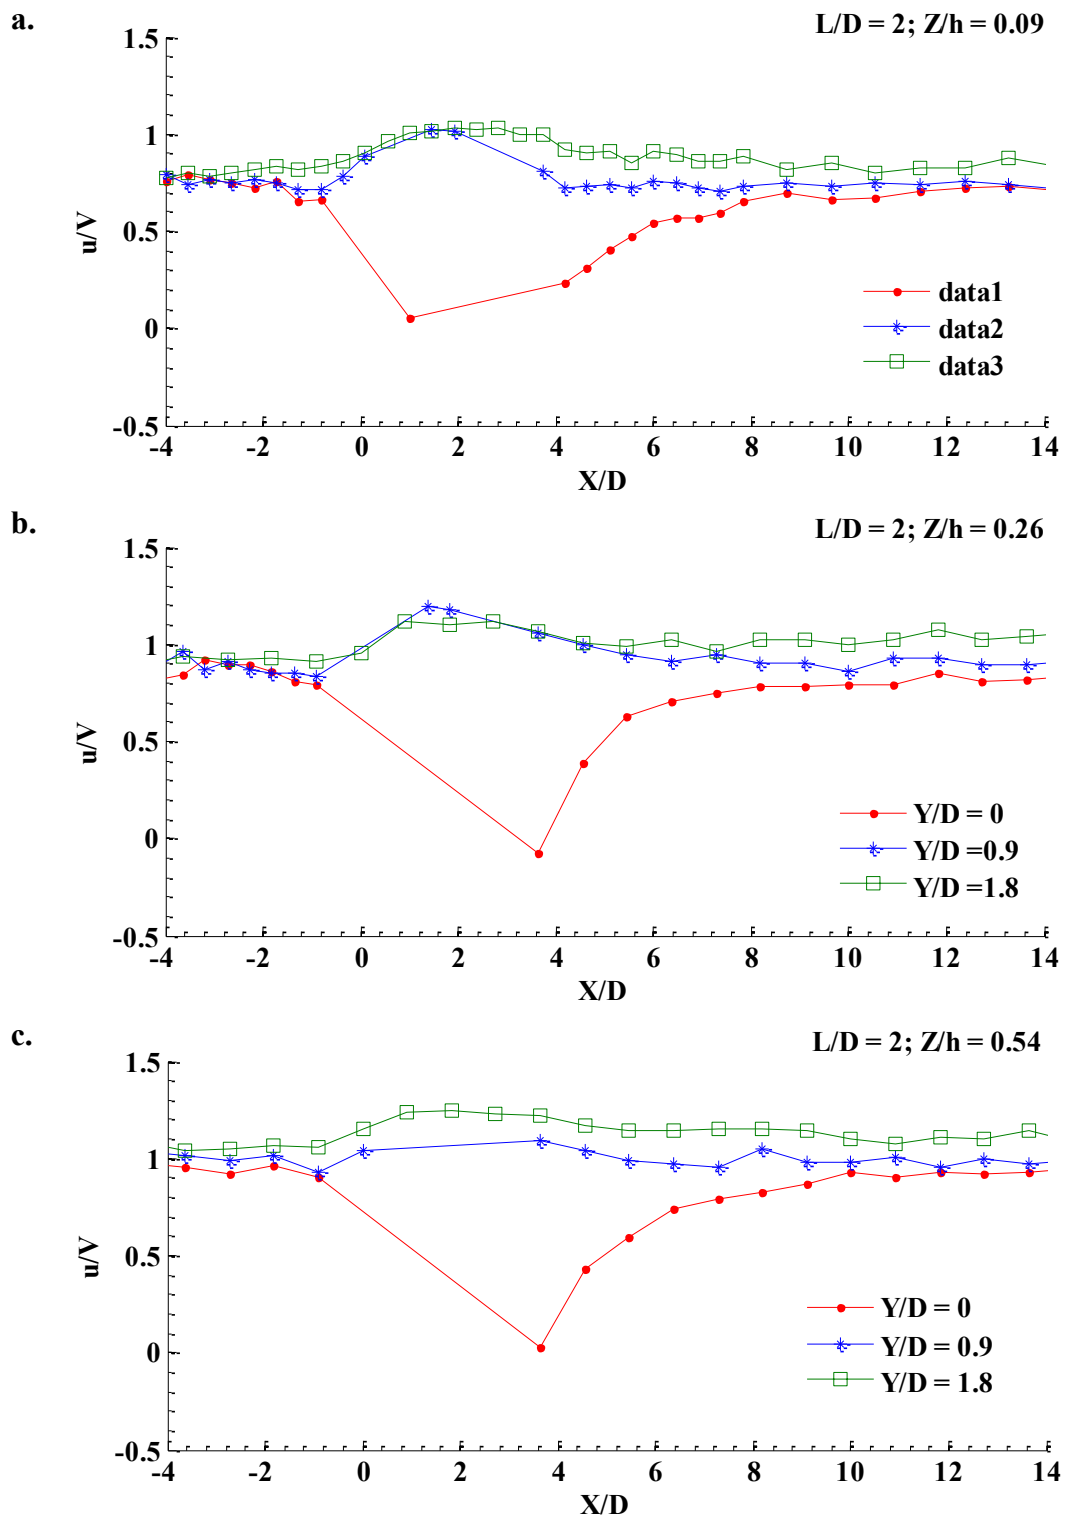 a.
L/D = 2; Z/h = 0.09
1.5
1
0.5
0
-0.5
u/V
-4 -2 0 2 4 6 8 10 12 14
X/D
data1
data2
data3
b.
L/D = 2; Z/h = 0.26
1.5
1
0.5
0
-0.5
u/V
-4 -2 0 2 4 6 8 10 12 14
X/D
Y/D = 0
Y/D =0.9
Y/D =1.8
c.
L/D = 2; Z/h = 0.54
1.5
1
0.5
0
-0.5
u/V
-4 -2 0 2 4 6 8 10 12 14
X/D
Y/D = 0
Y/D = 0.9
Y/D = 1.8